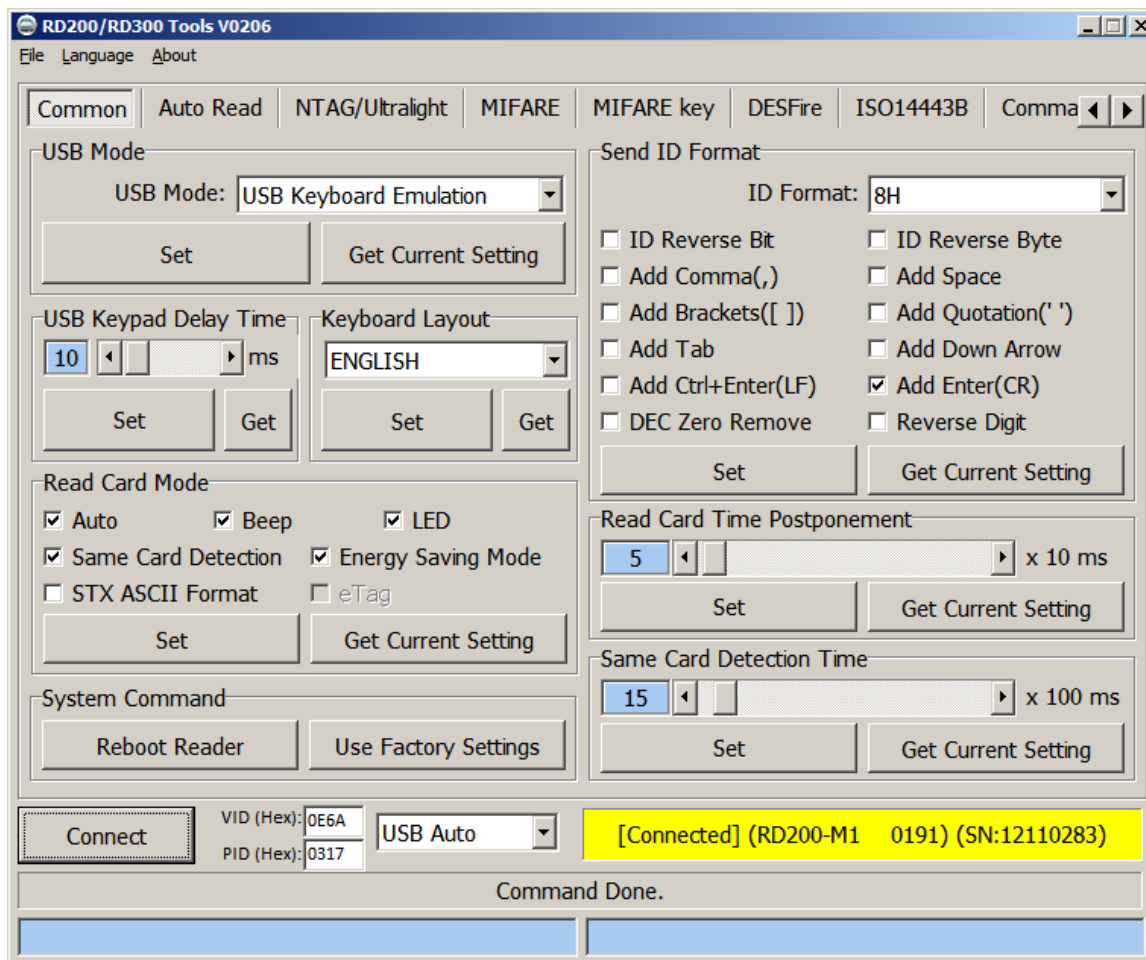 RD200/RD300 Tools V0206
File Language About
Common Auto Read NTAG/Ultralight MIFARE MIFARE key DESFire ISO14443B Comma
USB Mode
USB Mode: USB Keyboard Emulation
Set Get Current Setting
USB Keypad Delay Time
10 ms
Set Get
Keyboard Layout
ENGLISH
Set Get
Read Card Mode
Auto Beep LED
Same Card Detection Energy Saving Mode
STX ASCII Format eTag
Set Get Current Setting
System Command
Reboot Reader Use Factory Settings
Send ID Format
ID Format: 8H
ID Reverse Bit ID Reverse Byte
Add Comma(,) Add Space
Add Brackets([ ]) Add Quotation(' ')
Add Tab Add Down Arrow
Add Ctrl+Enter(LF) Add Enter(CR)
DEC Zero Remove Reverse Digit
Set Get Current Setting
Read Card Time Postponement
5 x 10 ms
Set Get Current Setting
Same Card Detection Time
15 x 100 ms
Set Get Current Setting
Connect
VID (Hex): 0E6A
PID (Hex): 0317
USB Auto
[Connected] (RD200-M1 0191) (SN:12110283)
Command Done.